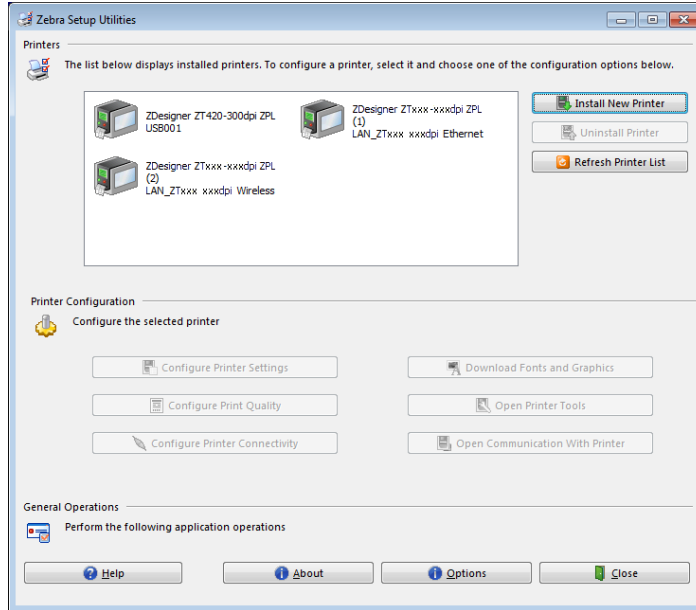 Zebra Setup Utilities
Printers
The list below displays installed printers. To configure a printer, select it and choose one of the configuration options below.
ZDesigner ZT420-300dpi ZPL
USB001
ZDesigner ZTxxx-xxxdpi ZPL
(1)
LAN_ZTxxx xxxdpi Ethernet
ZDesigner ZTxxx-xxxdpi ZPL
(2)
LAN_ZTxxx xxxdpi Wireless
Install New Printer
Uninstall Printer
Refresh Printer List
Printer Configuration
Configure the selected printer
Configure Printer Settings
Download Fonts and Graphics
Configure Print Quality
Open Printer Tools
Configure Printer Connectivity
Open Communication With Printer
General Operations
Perform the following application operations
Help
About
Options
Close